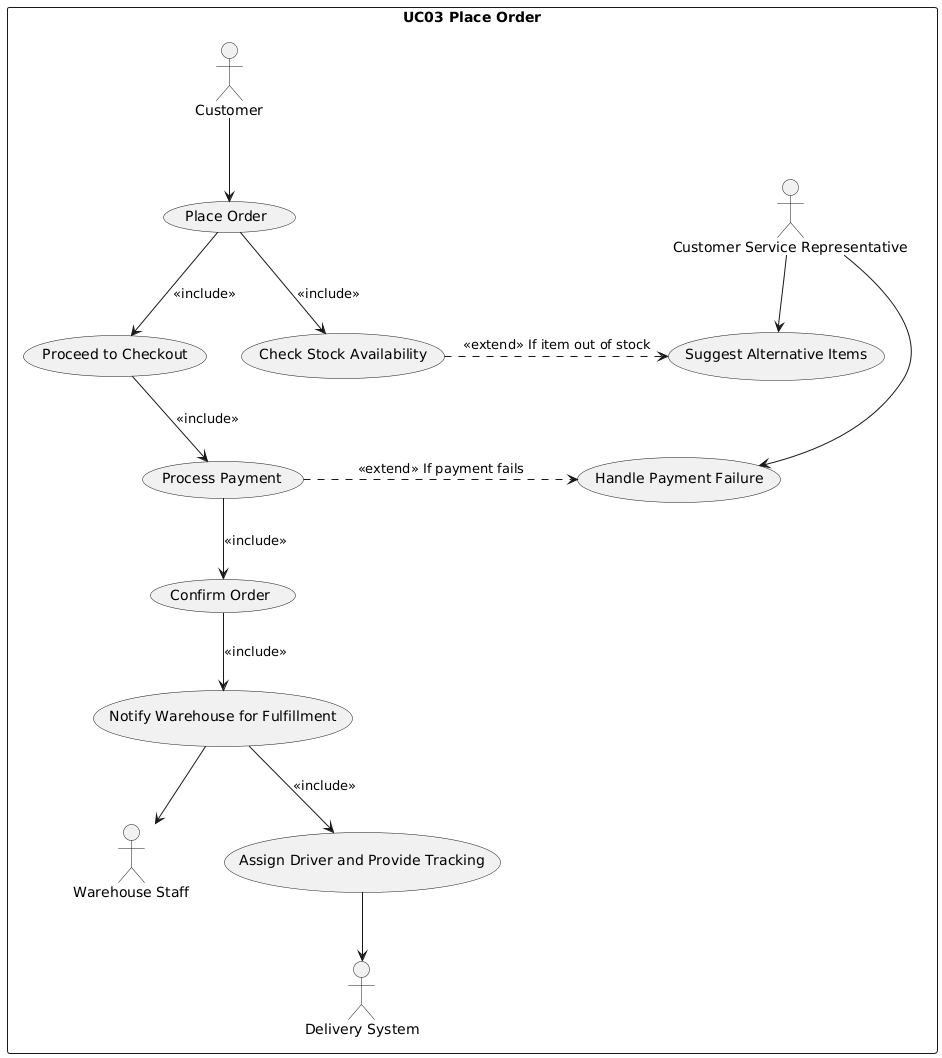 UC03 Place Order
Customer
Place Order
Customer Service Representative
«include»
«include»
Proceed to Checkout
Check Stock Availability
«extend» If item out of stock
Suggest Alternative Items
«include»
Process Payment
«extend» If payment fails
Handle Payment Failure
«include»
Confirm Order
«include»
Notify Warehouse for Fulfillment
«include»
Warehouse Staff
Assign Driver and Provide Tracking
Delivery System